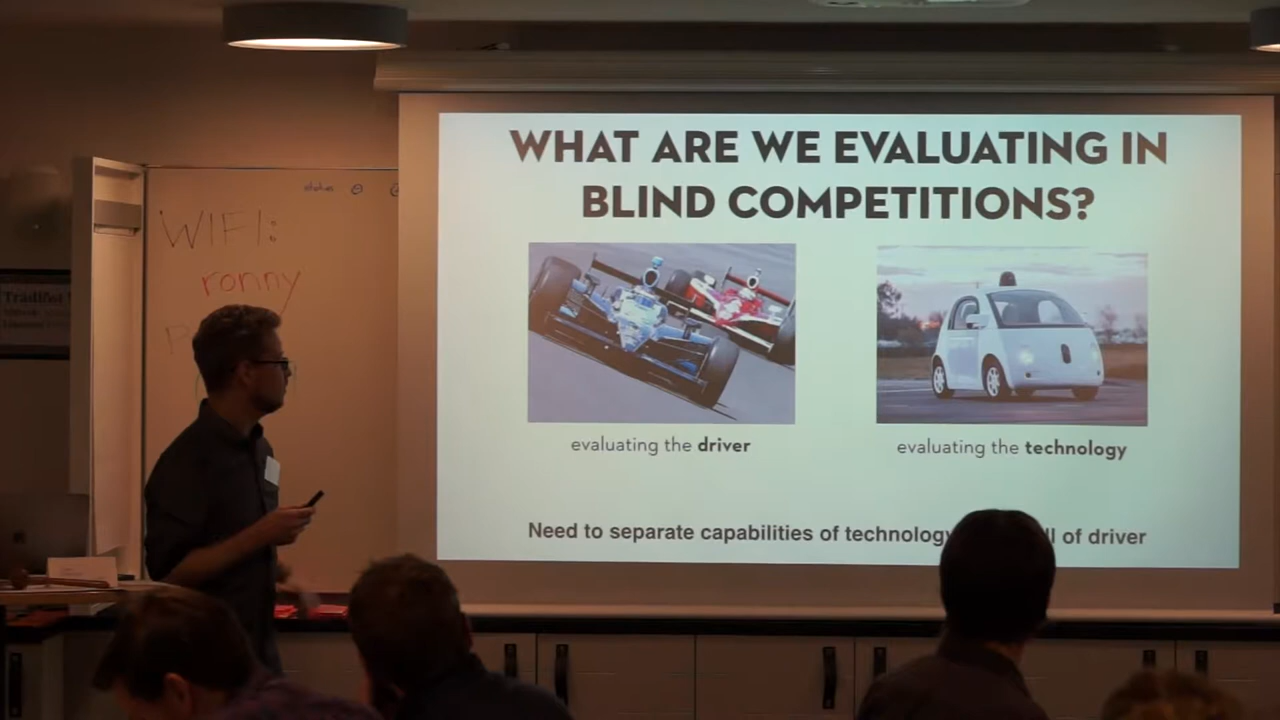 WHAT ARE WE EVALUATING IN
BLIND COMPETITIONS?
evaluating the driver
evaluating the technology
Need to separate capabilities of technology
of driver
WIFI:
ronny